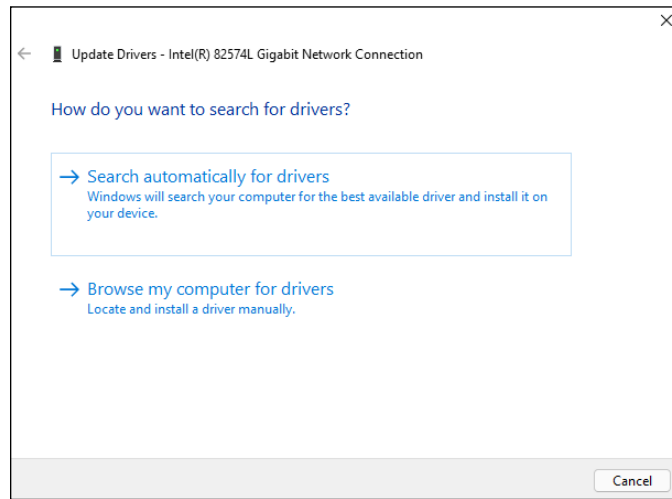 Update Drivers - Intel(R) 82574L Gigabit Network Connection
How do you want to search for drivers?
Search automatically for drivers
Windows will search your computer for the best available driver and install it on
your device.
Browse my computer for drivers
Locate and install a driver manually.
Cancel